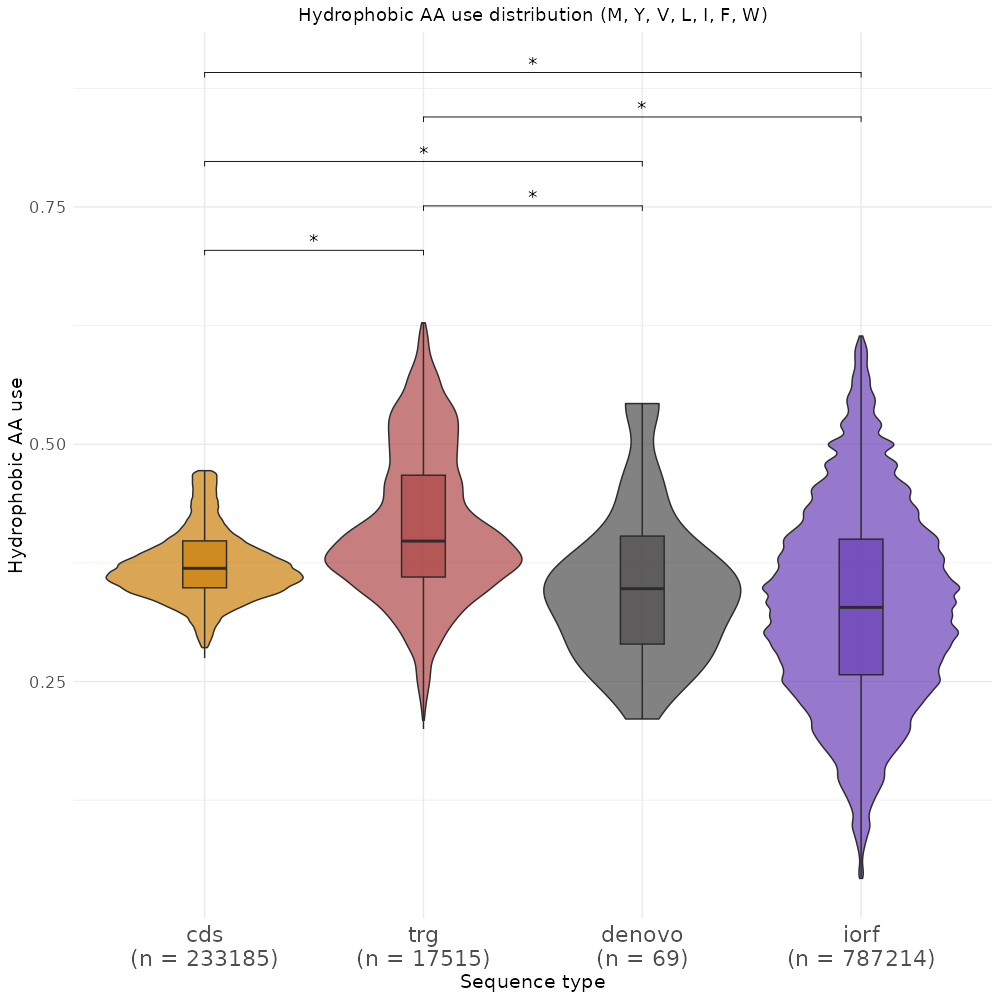 Hydrophobic AA use distribution (M, Y, V, L, I, F, W)
*
*
*
*
*
0.75
0.50
0.25
Hydrophobic AA use
cds
(n = 233185)
trg
(n = 17515)
denovo
(n = 69)
iorf
(n = 787214)
Sequence type